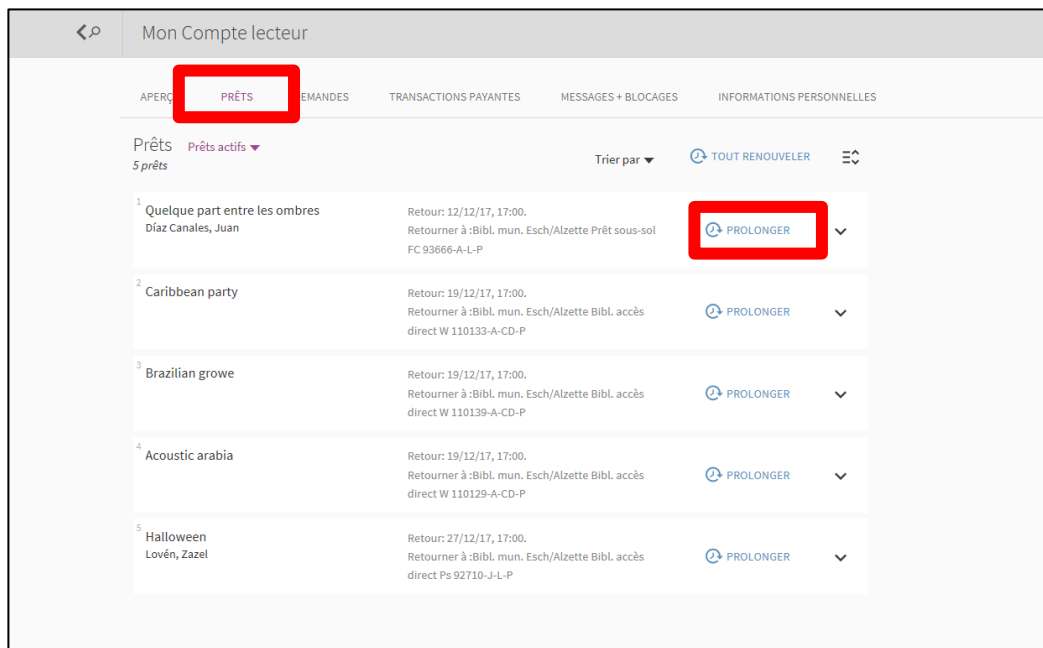 Mon Compte lecteur
APERÇ PRÊTS EMANDES TRANSACTIONS PAYANTES MESSAGES + BLOCAGES INFORMATIONS PERSONNELLES
Prêts Prêts actifs
5 prêts
Trier par TOUT RENOUVELER
1 Quelque part entre les ombres
Díaz Canales, Juan
Retour: 12/12/17, 17:00.
Retourner à :Bibl. mun. Esch/Alzette Prêt sous-sol
FC 93666-A-L-P
PROLONGER
2 Caribbean party
Retour: 19/12/17, 17:00.
Retourner à :Bibl. mun. Esch/Alzette Bibl. accès
direct W 110133-A-CD-P
PROLONGER
3 Brazilian growe
Retour: 19/12/17, 17:00.
Retourner à :Bibl. mun. Esch/Alzette Bibl. accès
direct W 110139-A-CD-P
PROLONGER
4 Acoustic arabia
Retour: 19/12/17, 17:00.
Retourner à :Bibl. mun. Esch/Alzette Bibl. accès
direct W 110129-A-CD-P
PROLONGER
5 Halloween
Lovén, Zazel
Retour: 27/12/17, 17:00.
Retourner à :Bibl. mun. Esch/Alzette Bibl. accès
direct Ps 92710-J-L-P
PROLONGER